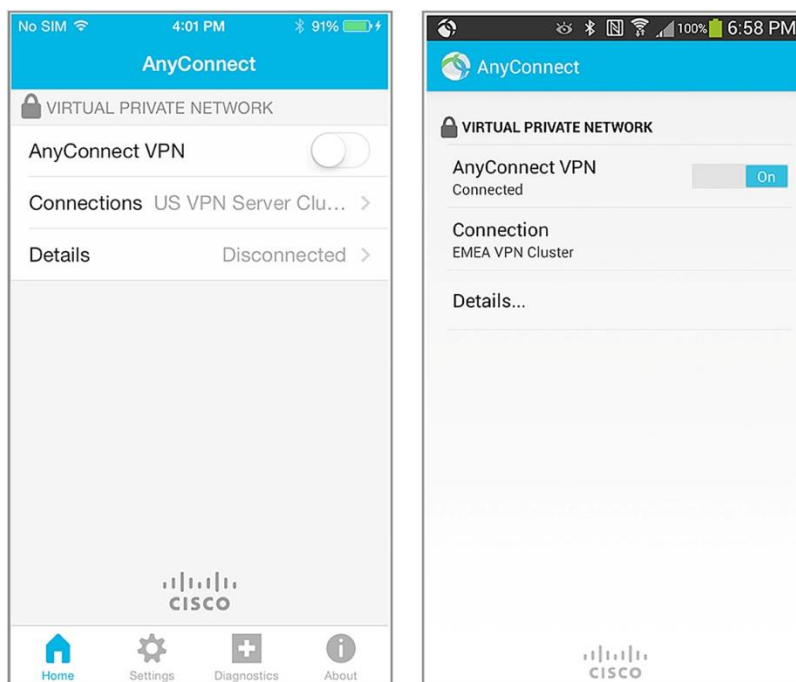 No SIM 4:01 PM 91%
AnyConnect
VIRTUAL PRIVATE NETWORK
AnyConnect VPN
Connections US VPN Server Clu...
Details Disconnected
CISCO
Home Settings Diagnostics About
100% 6:58 PM
AnyConnect
VIRTUAL PRIVATE NETWORK
AnyConnect VPN
Connected
On
Connection
EMEA VPN Cluster
Details...
CISCO